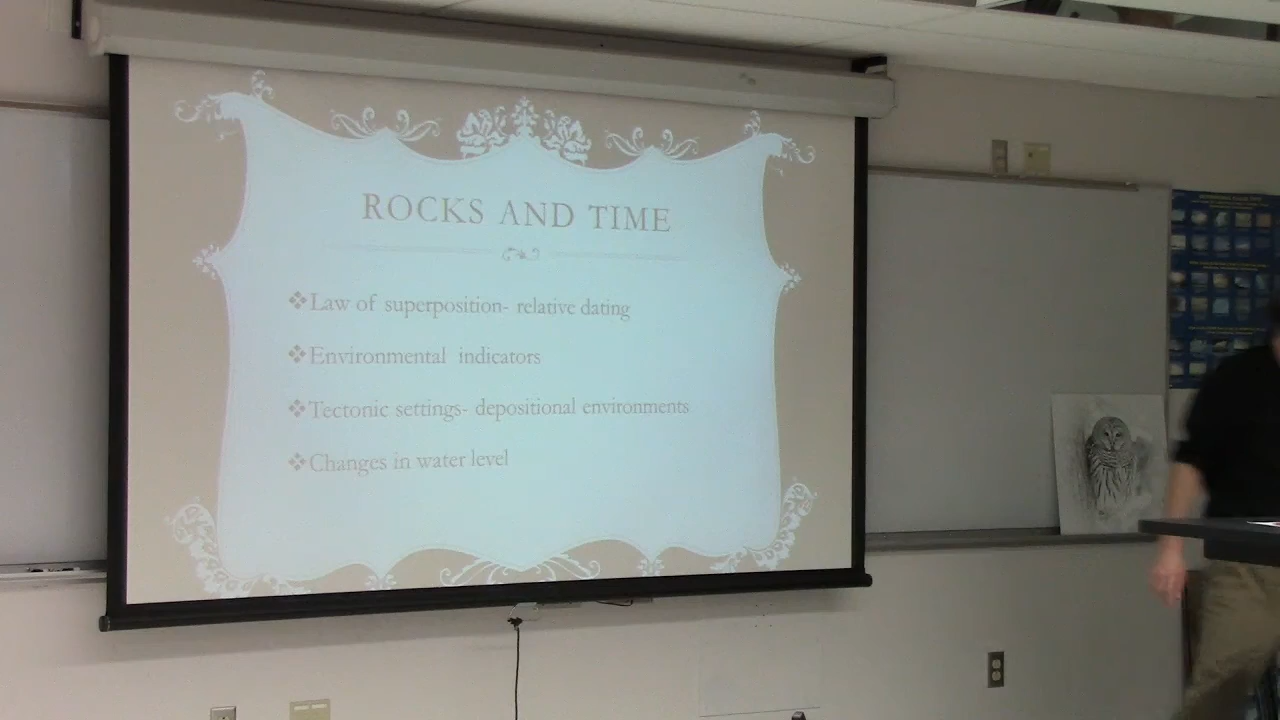 ROCKS AND TIME
❖Law of superposition- relative dating
❖Environmental indicators
❖Tectonic settings- depositional environments
❖Changes in water level